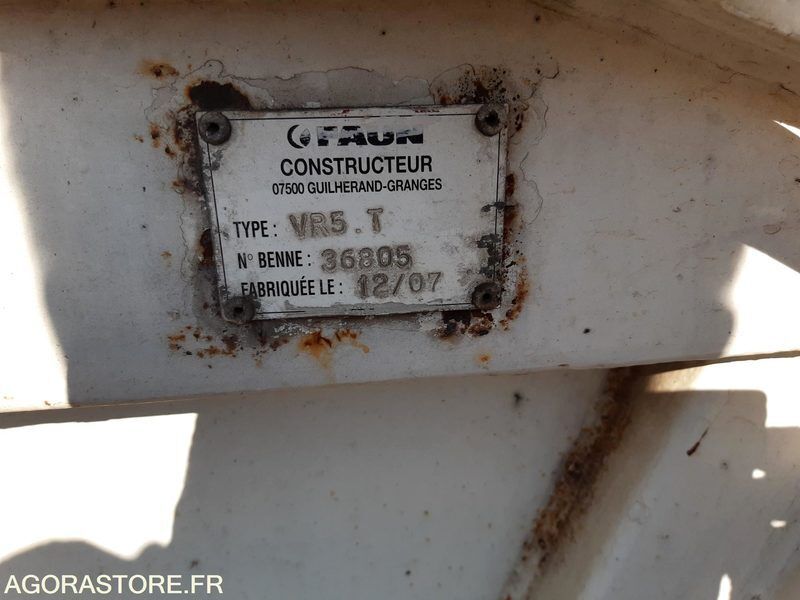 FAUN
CONSTRUCTEUR
07500 GUILHERAND-GRANGES
TYPE : VR5.T
N° BENNE : 36805
FABRIQUÉE LE : 12/07
AGORASTORE.FR